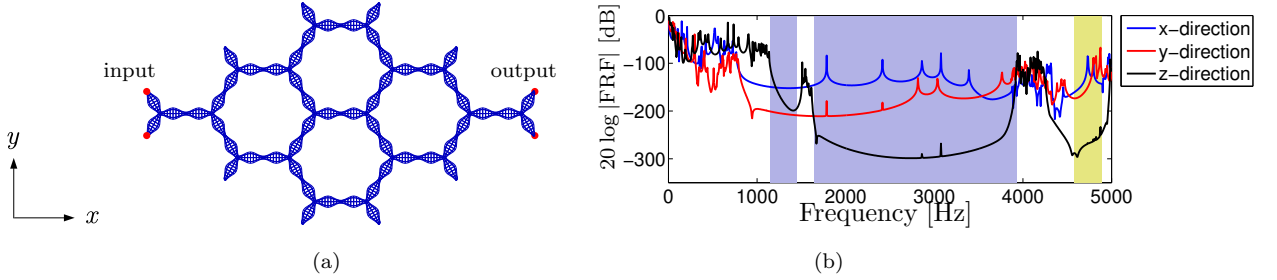 input
output
y
x
(a)
20 log |FRF| [dB]
0
−100
−200
−300
0
1000
2000
3000
4000
5000
Frequency [Hz]
x−direction
y−direction
z−direction
(b)